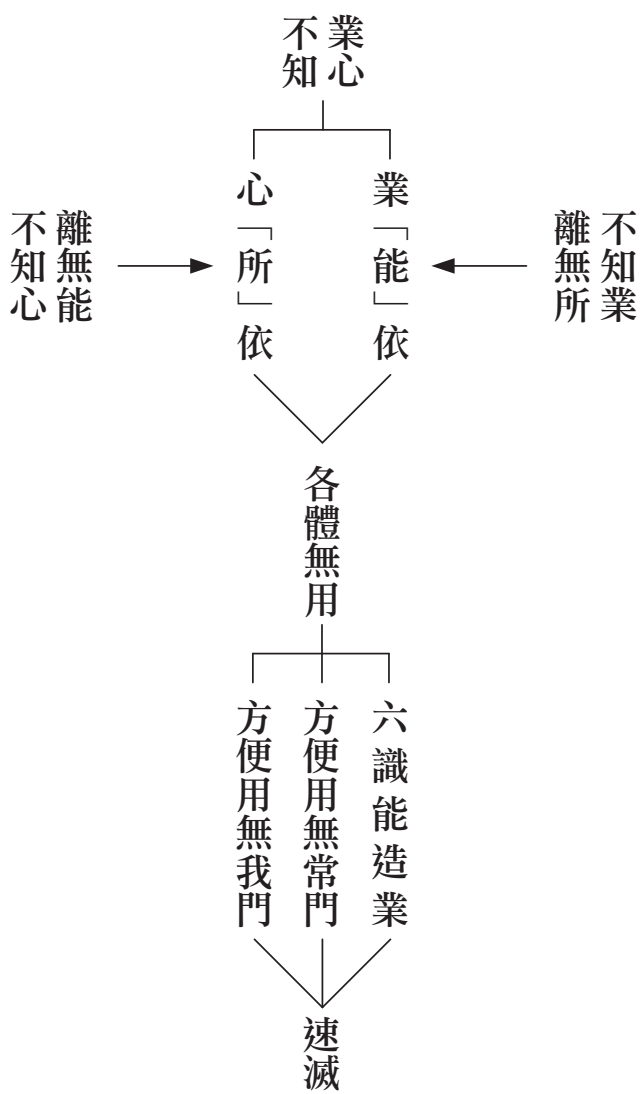 業心
不知
不知業
離無所
業「能」依
心「所」依
離無能
不知心
各體無用
六識能造業
方便用無常門
方便用無我門
速滅